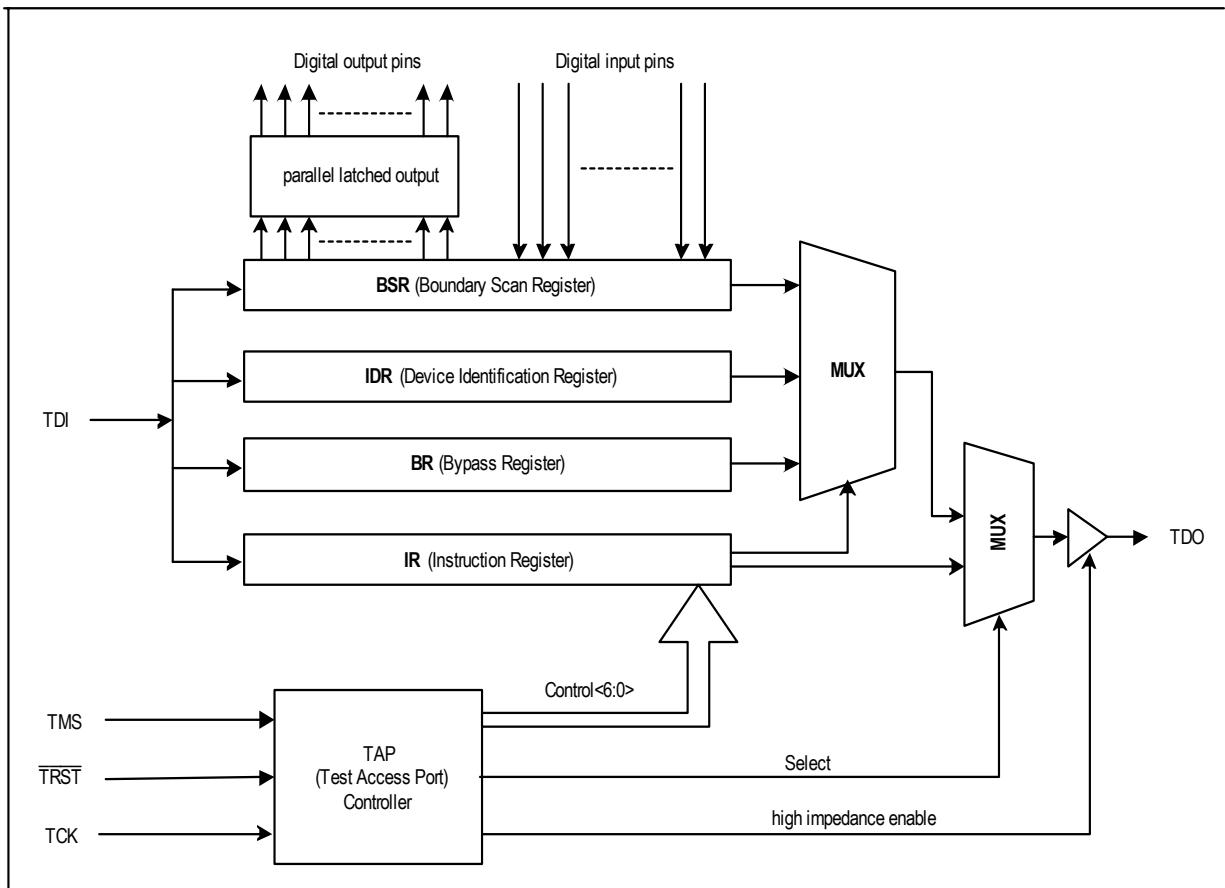 Digital output pins
Digital input pins
parallel latched output
BSR (Boundary Scan Register)
MUX
IDR (Device Identification Register)
TDI
BR (Bypass Register)
MUX
TDO
IR (Instruction Register)
Control<6:0>
TMS
TAP
(Test Access Port)
Controller
TRST
Select
TCK
high impedance enable